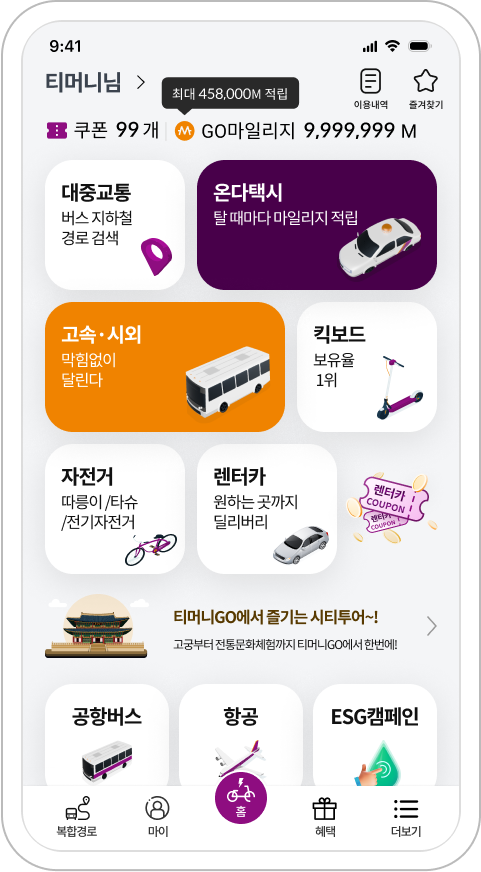 9:41
티머니님
이용내역
즐겨찾기
최대 458,000M 적립
쿠폰 99개
GO마일리지 9,999,999 M
대중교통
버스 지하철
경로 검색
온다택시
탈 때마다 마일리지 적립
고속·시외
막힘없이
달린다
킥보드
보유율
1위
자전거
따릉이 /타슈
/전기자전거
렌터카
원하는 곳까지
딜리버리
렌터카
COUPON
렌터카
COUPON
티머니GO에서 즐기는 시티투어~!
고궁부터 전통문화체험까지 티머니GO에서 한번에!
공항버스
항공
ESG캠페인
복합경로
마이
홈
혜택
더보기